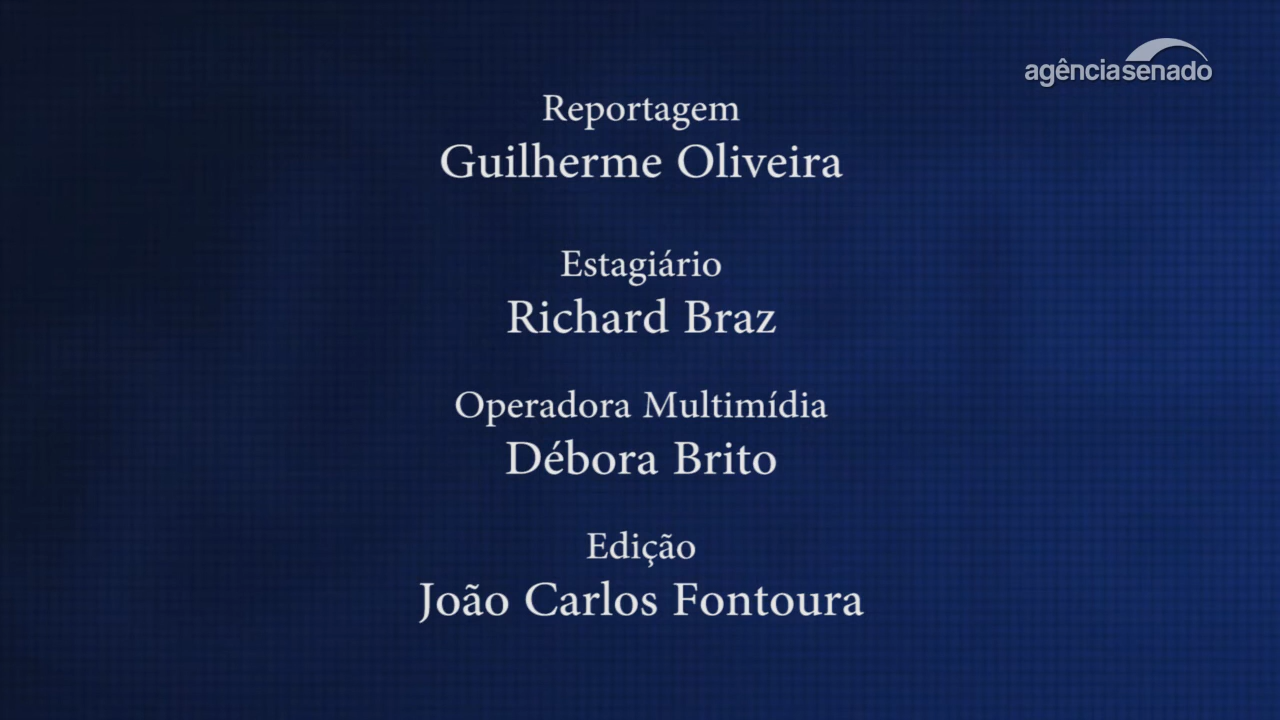 agênciasenado
Reportagem
Guilherme Oliveira
Estagiário
Richard Braz
Operadora Multimídia
Débora Brito
Edição
João Carlos Fontoura